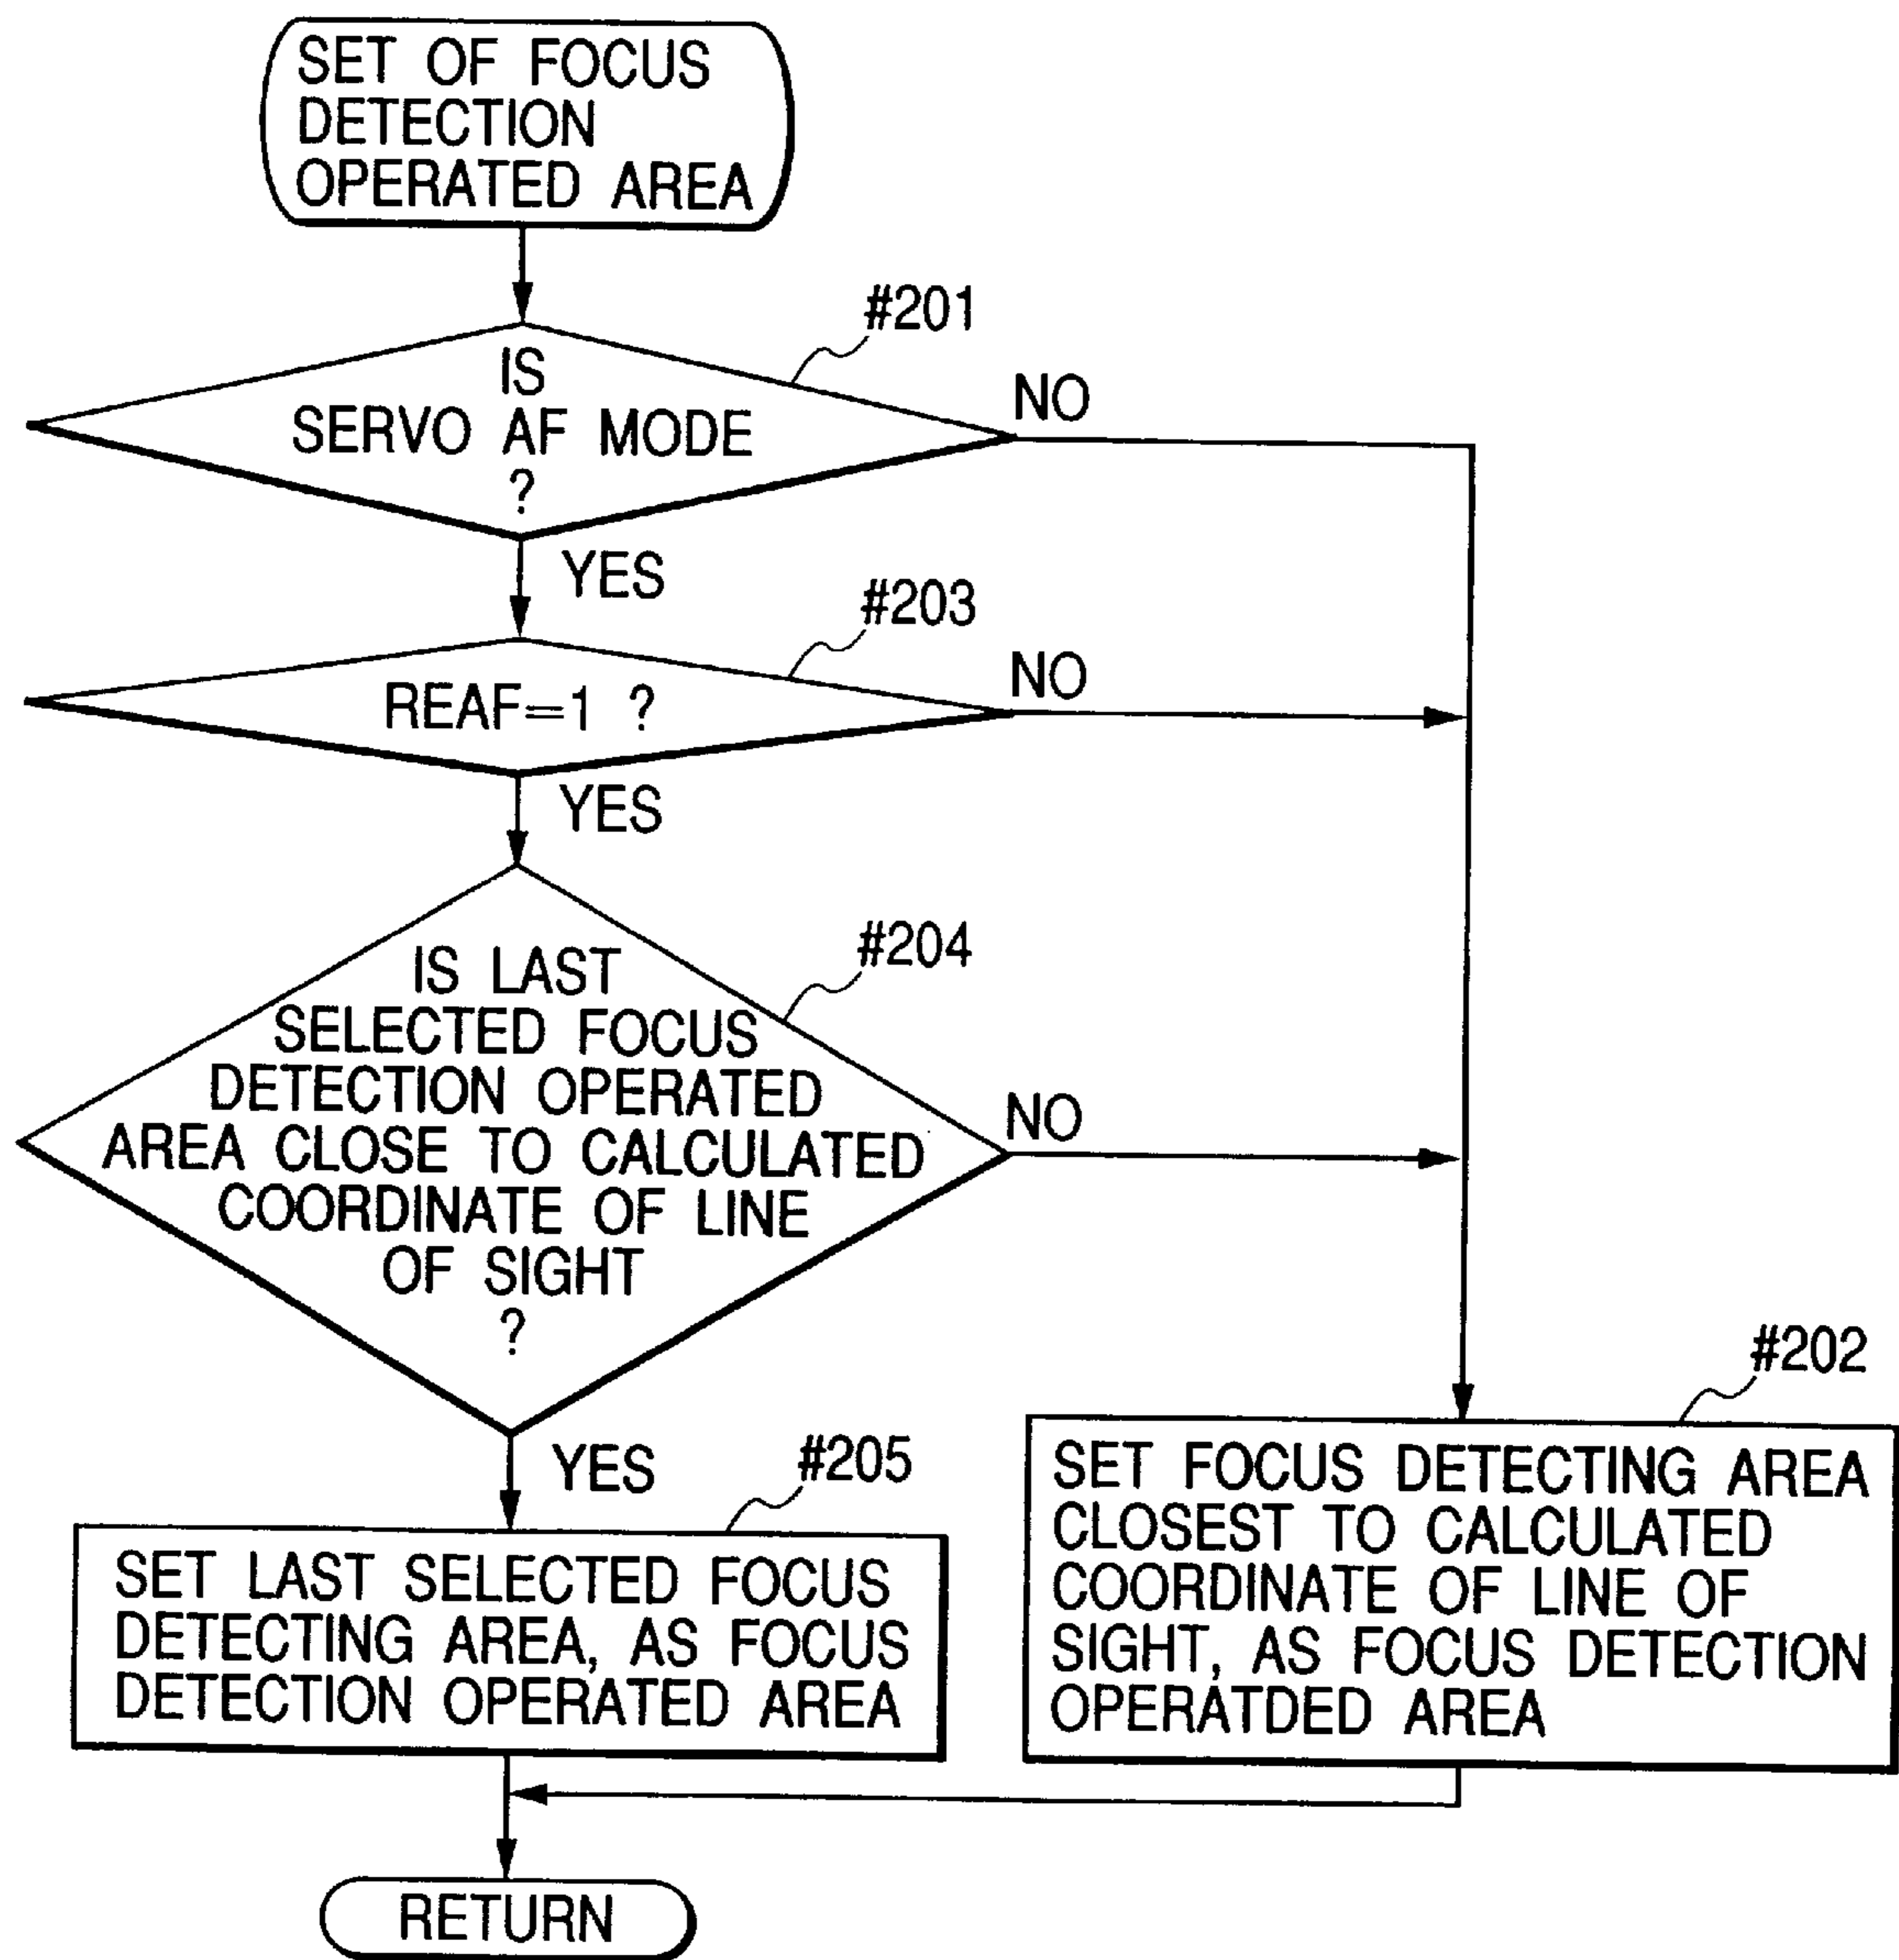 SET OF FOCUS
DETECTION
OPERATED AREA
#201
IS
SERVO AF MODE
?
NO
YES
#203
REAF=1 ?
NO
YES
#204
IS LAST
SELECTED FOCUS
DETECTION OPERATED
AREA CLOSE TO CALCULATED
COORDINATE OF LINE
OF SIGHT
?
NO
YES
#205
SET LAST SELECTED FOCUS
DETECTING AREA, AS FOCUS
DETECTION OPERATED AREA
#202
SET FOCUS DETECTING AREA
CLOSEST TO CALCULATED
COORDINATE OF LINE OF
SIGHT, AS FOCUS DETECTION
OPERATDED AREA
RETURN